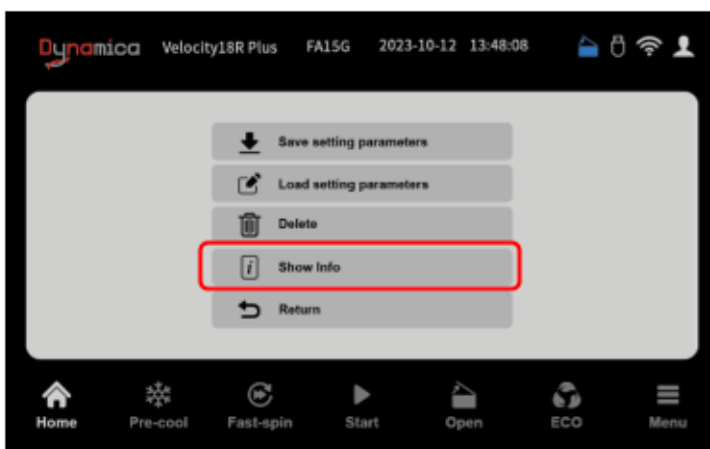 Dynamica Velocity18R Plus FA15G 2023-10-12 13:48:08
Save setting parameters
Load setting parameters
Delete
i Show Info
Return
Home Pre-cool Fast-spin Start Open ECO Menu